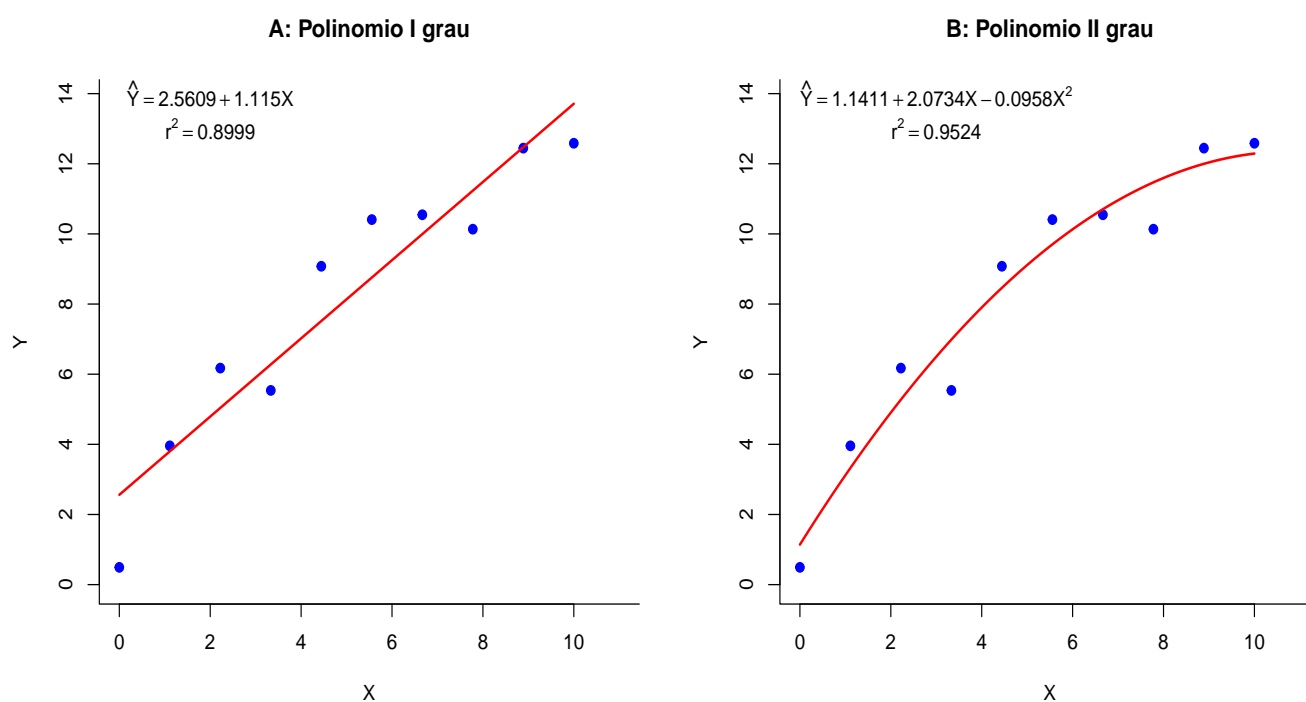 A: Polinomio I grau
Ŷ = 2.5609 + 1.115X
r² = 0.8999
14
12
10
8
6
4
2
0
Y
0 2 4 6 8 10
X
B: Polinomio II grau
Ŷ = 1.1411 + 2.0734X − 0.0958X²
r² = 0.9524
14
12
10
8
6
4
2
0
Y
0 2 4 6 8 10
X